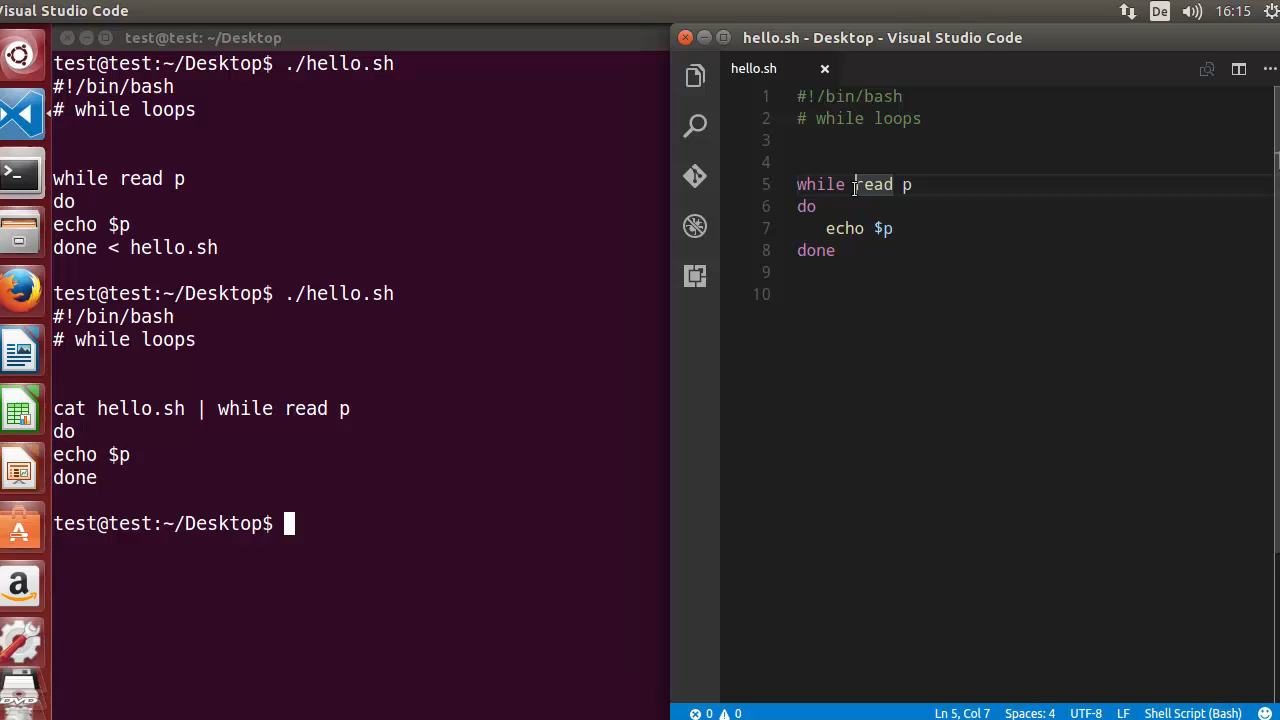 Visual Studio Code
De
16:15
test@test: ~/Desktop
test@test:~/Desktop$ ./hello.sh
#!/bin/bash
# while loops
while read p
do
echo $p
done < hello.sh
test@test:~/Desktop$ ./hello.sh
#!/bin/bash
# while loops
cat hello.sh | while read p
do
echo $p
done
test@test:~/Desktop$
hello.sh - Desktop - Visual Studio Code
hello.sh
1 #!/bin/bash
2 # while loops
3
4
5 while read p
6 do
7 echo $p
8 done
9
10
0 0 Ln 5, Col 7 Spaces: 4 UTF-8 LF Shell Script (Bash)